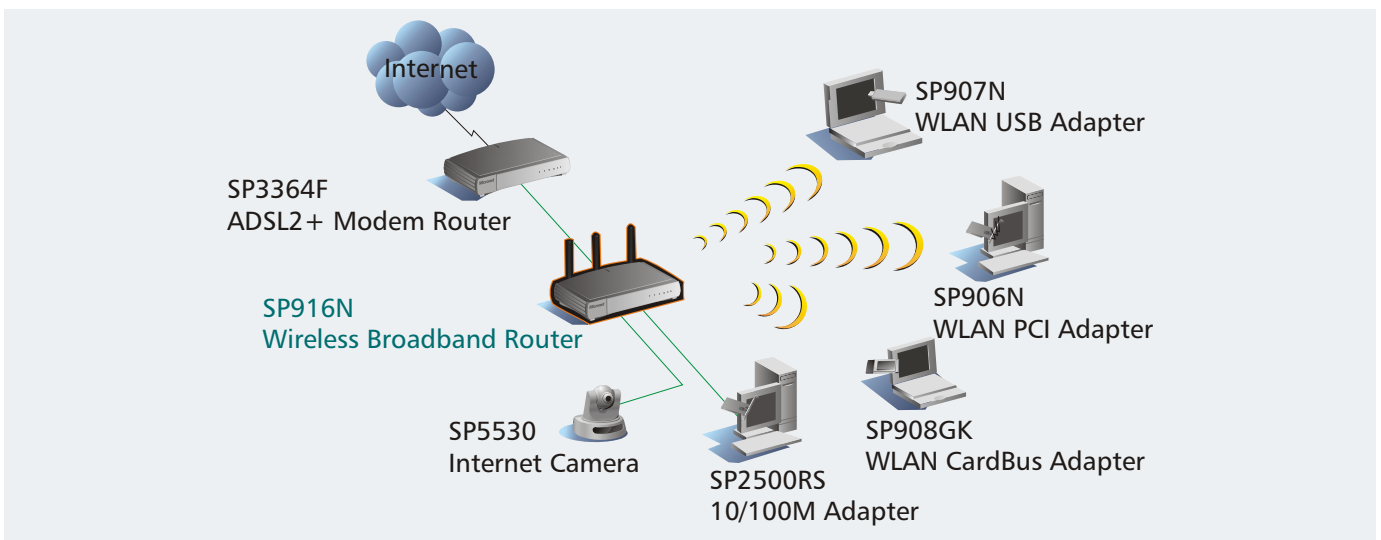 Internet
SP907N
WLAN USB Adapter
SP3364F
ADSL2+ Modem Router
SP916N
Wireless Broadband Router
SP906N
WLAN PCI Adapter
SP5530
Internet Camera
SP908GK
WLAN CardBus Adapter
SP2500RS
10/100M Adapter